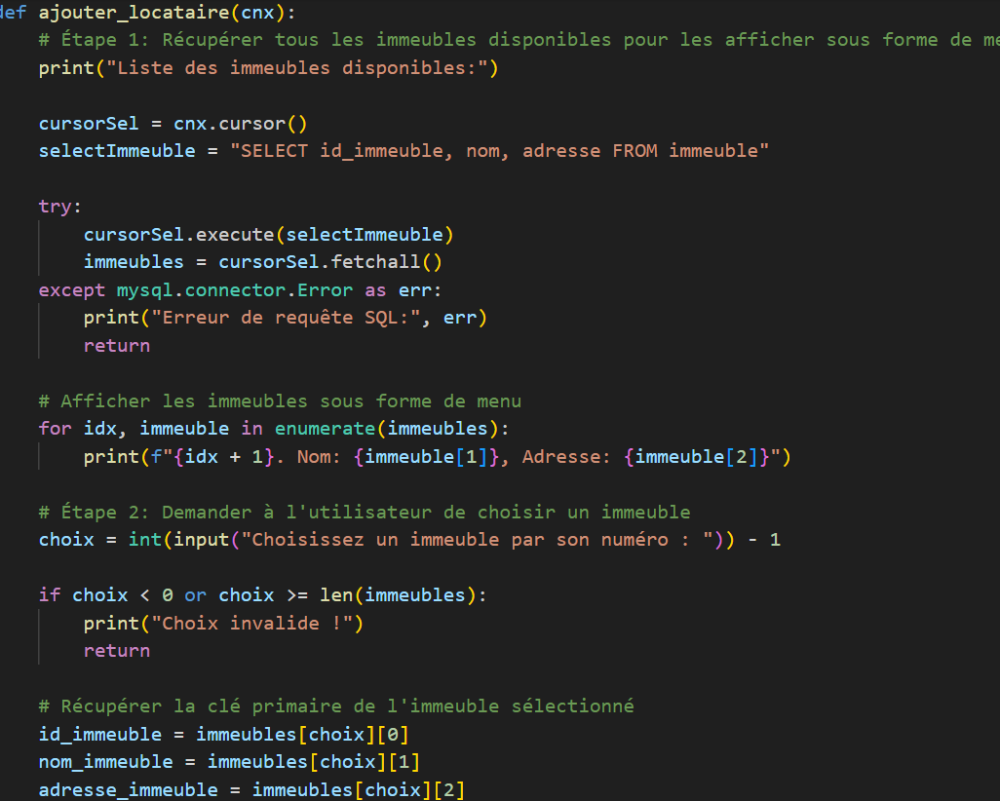 def ajouter_locataire(cnx):
# Étape 1: Récupérer tous les immeubles disponibles pour les afficher sous forme de
print("Liste des immeubles disponibles:")
cursorSel = cnx.cursor()
selectImmeuble = "SELECT id_immeuble, nom, adresse FROM immeuble"
try:
cursorSel.execute(selectImmeuble)
immeubles = cursorSel.fetchall()
except mysql.connector.Error as err:
print("Erreur de requête SQL:", err)
return
# Afficher les immeubles sous forme de menu
for idx, immeuble in enumerate(immeubles):
print(f"{idx + 1}. Nom: {immeuble[1]}, Adresse: {immeuble[2]}")
# Étape 2: Demander à l'utilisateur de choisir un immeuble
choix = int(input("Choisissez un immeuble par son numéro : ")) - 1
if choix < 0 or choix >= len(immeubles):
print("Choix invalide !")
return
# Récupérer la clé primaire de l'immeuble sélectionné
id_immeuble = immeubles[choix][0]
nom_immeuble = immeubles[choix][1]
adresse_immeuble = immeubles[choix][2]